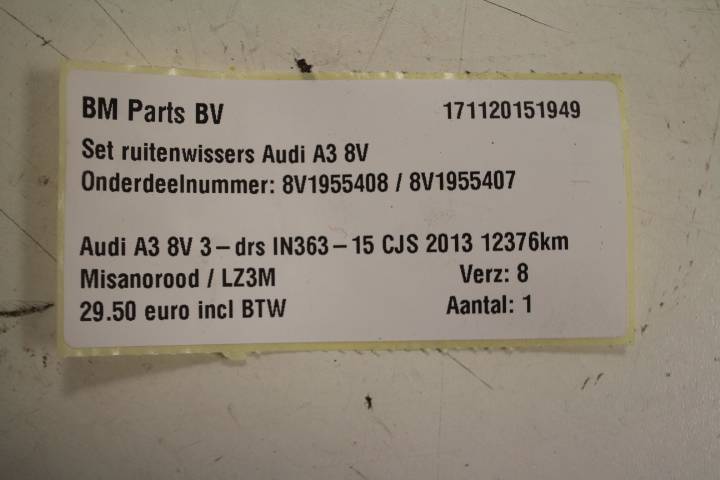 BM Parts BV 171120151949
Set ruitenwissers Audi A3 8V
Onderdeelnummer: 8V1955408 / 8V1955407
Audi A3 8V 3-drs IN363-15 CJS 2013 12376km
Misanorood / LZ3M Verz: 8
29.50 euro incl BTW Aantal: 1